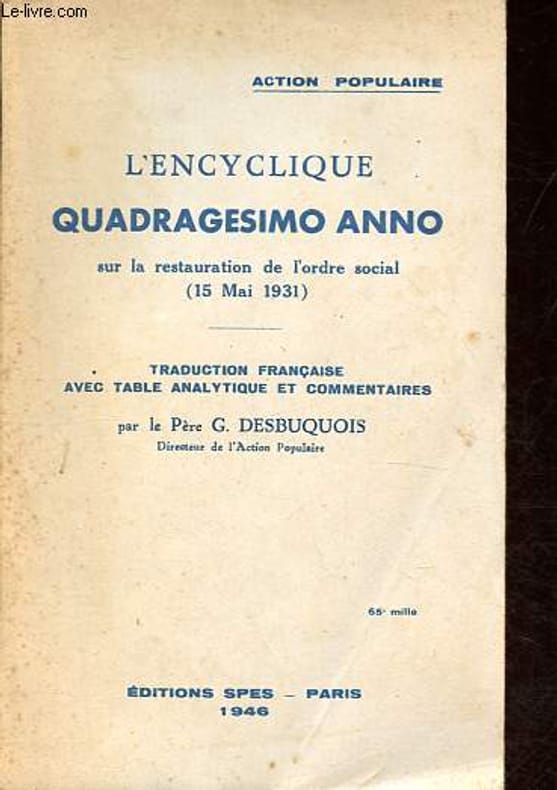 Le-livre.com
ACTION POPULAIRE
L'ENCYCLIQUE
QUADRAGESIMO ANNO
sur la restauration de l'ordre social
(15 Mai 1931)
TRADUCTION FRANÇAISE
AVEC TABLE ANALYTIQUE ET COMMENTAIRES
par le Père G. DESBUQUOIS
Directeur de l'Action Populaire
65e mille
ÉDITIONS SPES - PARIS
1946